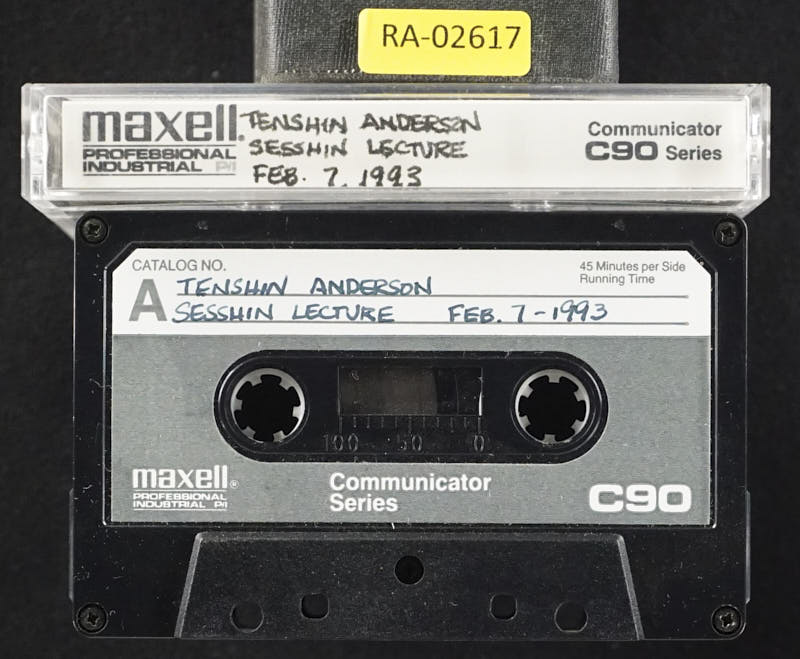 RA-02617
maxell®
PROFESSIONAL
INDUSTRIAL P/I
TENSHIN ANDERSON
SESSHIN LECTURE
FEB. 7. 1993
Communicator
C90 Series
CATALOG NO.
45 Minutes per Side
Running Time
A
TENSHIN ANDERSON
SESSHIN LECTURE FEB. 7-1993
100 50 0
maxell®
PROFESSIONAL
INDUSTRIAL P/I
Communicator
Series
C90